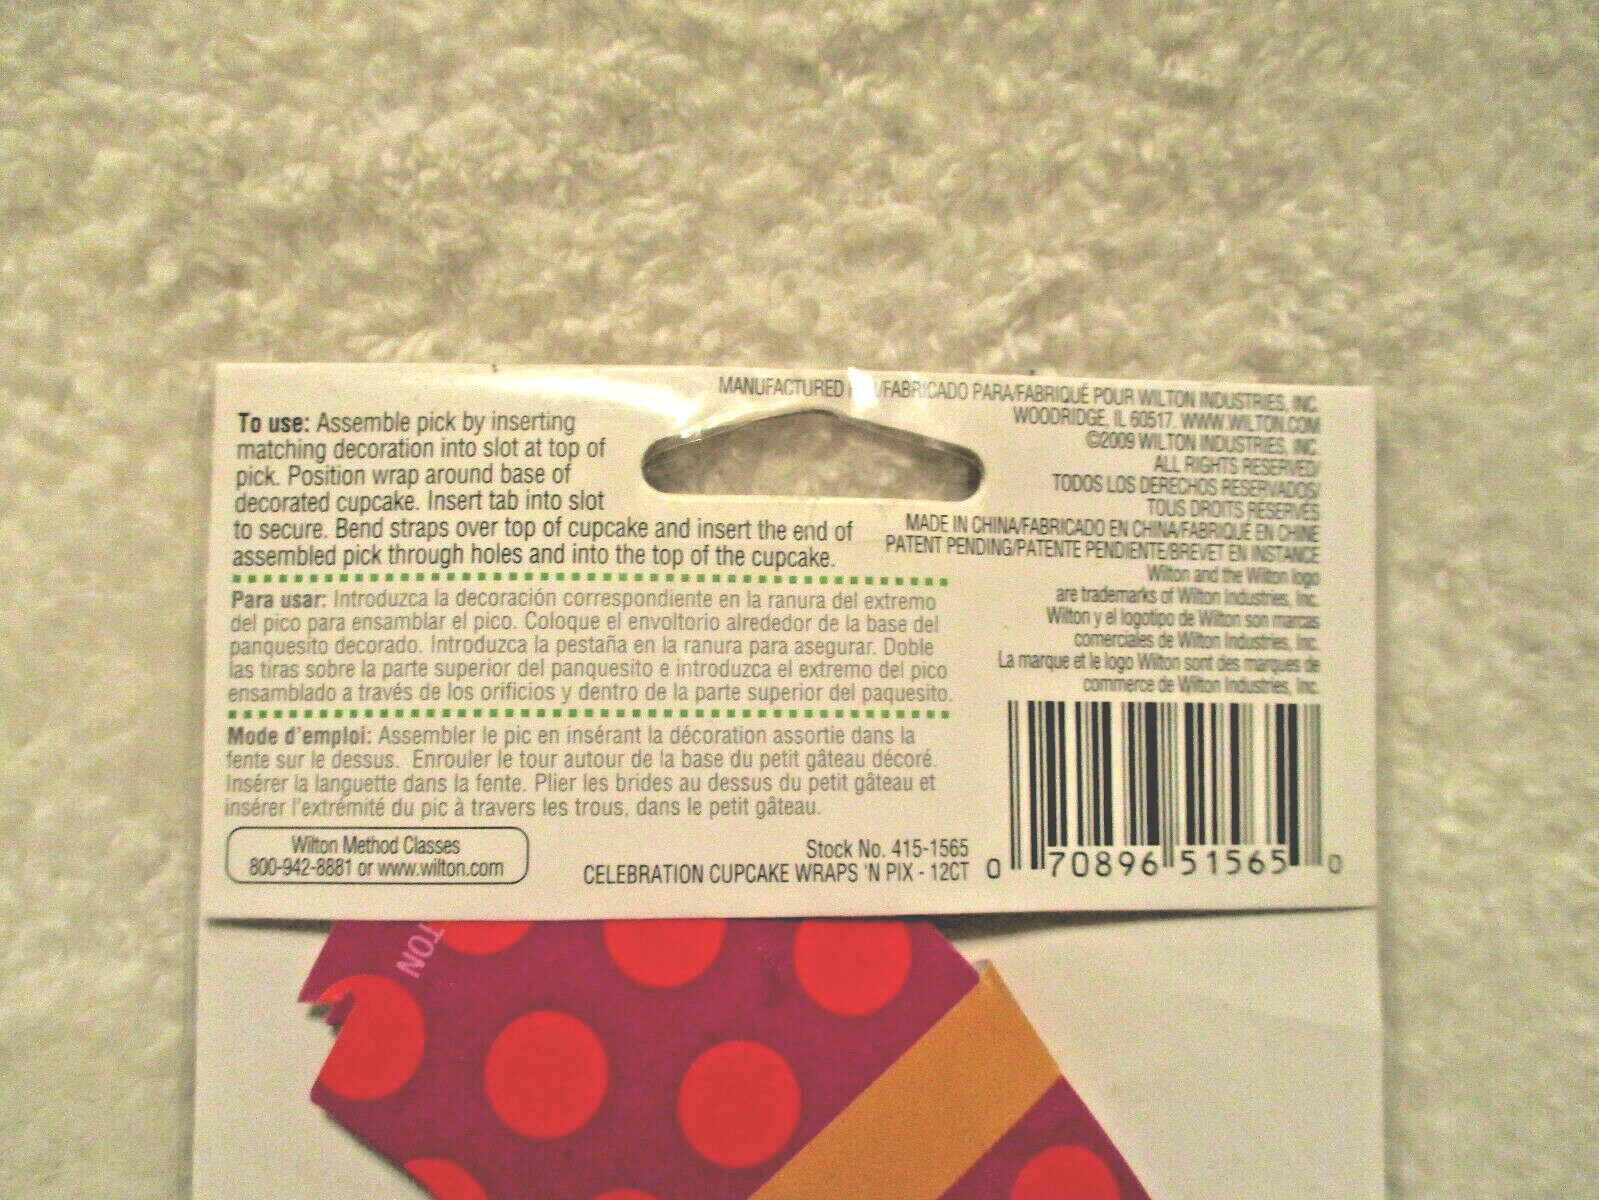 To use: Assemble pick by inserting
matching decoration into slot at top of
pick. Position wrap around base of
decorated cupcake. Insert tab into slot
to secure. Bend straps over top of cupcake and insert the end of
assembled pick through holes and into the top of the cupcake.
Para usar: Introduzca la decoración correspondiente en la ranura del extremo
del pico para ensamblar el pico. Coloque el envoltorio alrededor de la base del
panquesito decorado. Introduzca la pestaña en la ranura para asegurar. Doble
las tiras sobre la parte superior del panquesito e introduzca el extremo del pico
ensamblado a través de los orificios y dentro de la parte superior del paquesito.
Mode d'emploi: Assembler le pic en insérant la décoration assortie dans la
fente sur le dessus. Enrouler le tour autour de la base du petit gâteau décoré.
Insérer la languette dans la fente. Plier les brides au dessus du petit gâteau et
insérer l'extrémité du pic à travers les trous, dans le petit gâteau.
Wilton Method Classes
800-942-8881 or www.wilton.com
Stock No. 415-1565
CELEBRATION CUPCAKE WRAPS 'N PIX - 12CT
MANUFACTURED /FABRICADO PARA/FABRIQUÉ POUR WILTON INDUSTRIES, INC.
WOODRIDGE, IL 60517. WWW.WILTON.COM
©2009 WILTON INDUSTRIES, INC.
ALL RIGHTS RESERVED/
TODOS LOS DERECHOS RESERVADOS/
TOUS DROITS RÉSERVÉS
MADE IN CHINA/FABRICADO EN CHINA/FABRIQUÉ EN CHINE
PATENT PENDING/PATENTE PENDIENTE/BREVET EN INSTANCE
Wilton and the Wilton logo
are trademarks of Wilton Industries, Inc.
Wilton y el logotipo de Wilton son marcas
comerciales de Wilton Industries, Inc.
La marque et le logo Wilton sont des marques de
commerce de Wilton Industries, Inc.
0 70896 51565 0
TON